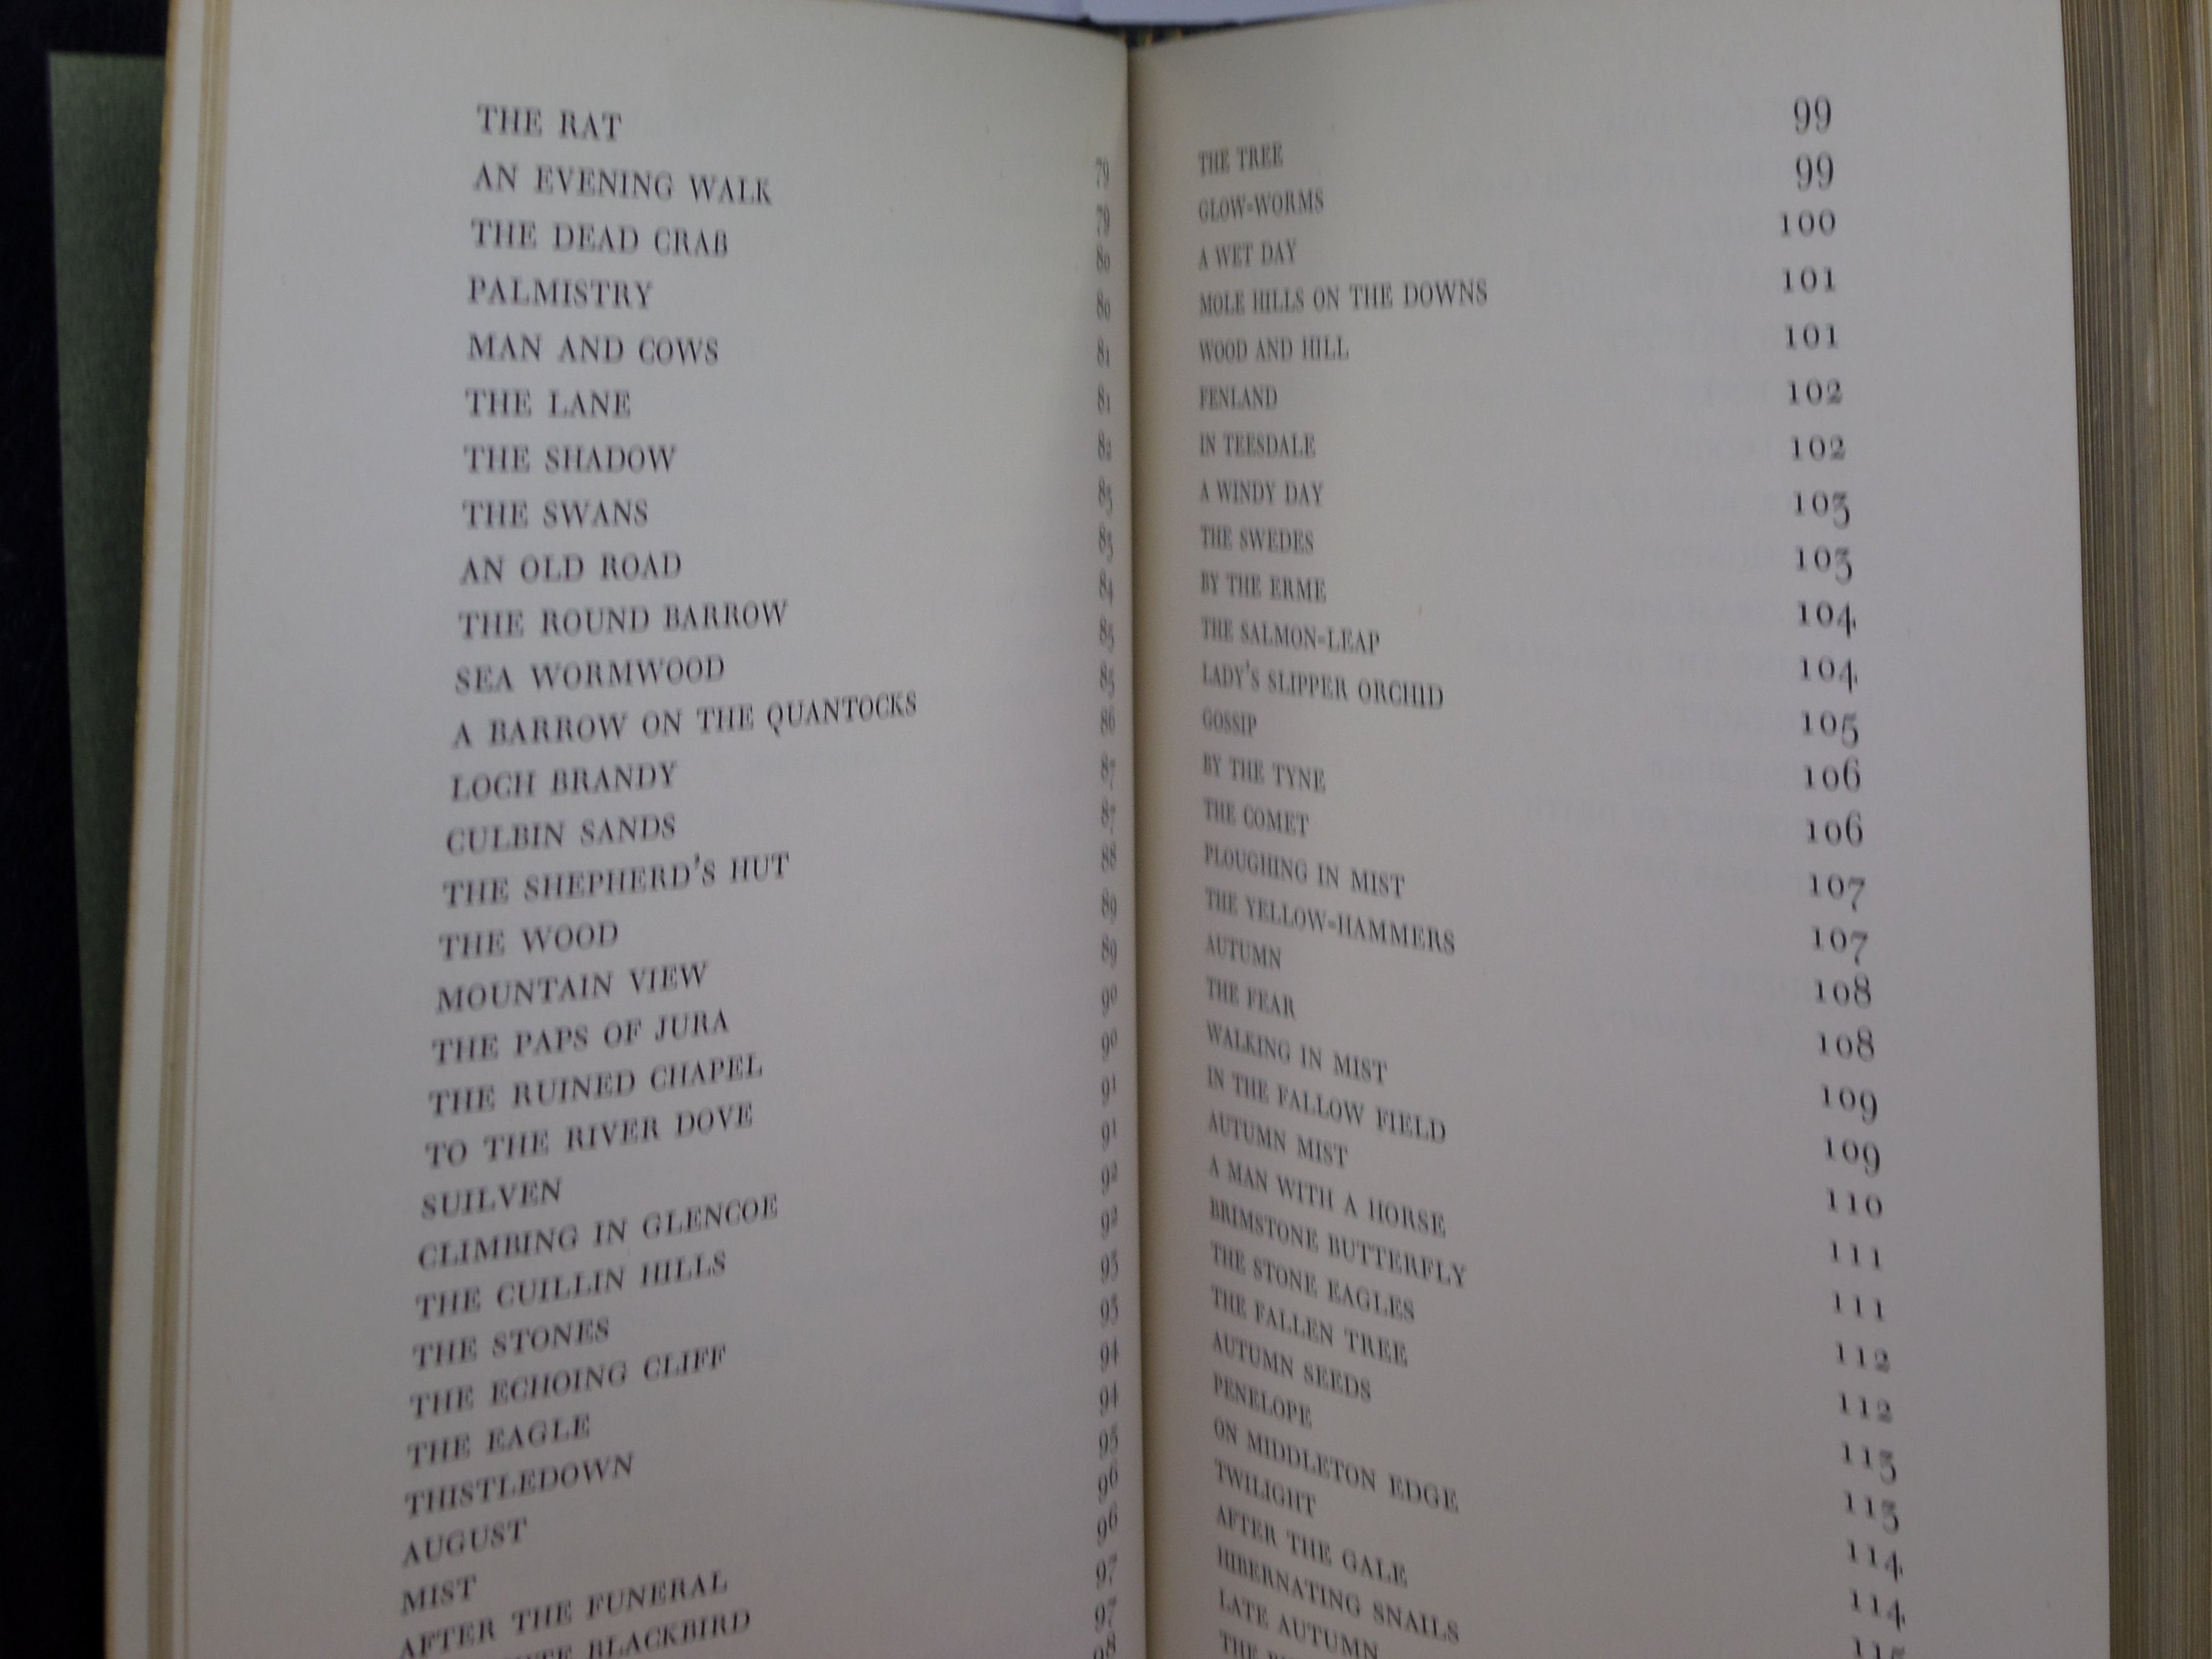 THE RAT 79
AN EVENING WALK 79
THE DEAD CRAB 80
PALMISTRY 80
MAN AND COWS 81
THE LANE 81
THE SHADOW 82
THE SWANS 83
AN OLD ROAD 83
THE ROUND BARROW 84
SEA WORMWOOD 85
A BARROW ON THE QUANTOCKS 85
LOCH BRANDY 86
CULBIN SANDS 87
THE SHEPHERD'S HUT 87
THE WOOD 88
MOUNTAIN VIEW 89
THE PAPS OF JURA 89
THE RUINED CHAPEL 90
TO THE RIVER DOVE 90
SUILVEN 91
CLIMBING IN GLENCOE 91
THE CUILLIN HILLS 92
THE STONES 92
THE ECHOING CLIFF 93
THE EAGLE 93
THISTLEDOWN 94
AUGUST 94
MIST 95
AFTER THE FUNERAL 96
BLACKBIRD 96
97
97
98
THE TREE 99
GLOW-WORMS 99
A WET DAY 100
MOLE HILLS ON THE DOWNS 101
WOOD AND HILL 101
FENLAND 102
IN TEESDALE 102
A WINDY DAY 103
THE SWEDES 103
BY THE ERME 104
THE SALMON-LEAP 104
LADY'S SLIPPER ORCHID 105
GOSSIP 106
BY THE TYNE 106
THE COMET 107
PLOUGHING IN MIST 107
THE YELLOW-HAMMERS 108
AUTUMN 108
THE FEAR 109
WALKING IN MIST 109
IN THE FALLOW FIELD 110
AUTUMN MIST 111
A MAN WITH A HORSE 111
BRIMSTONE BUTTERFLY 112
THE STONE EAGLES 112
THE FALLEN TREE 113
AUTUMN SEEDS 113
PENELOPE 114
ON MIDDLETON EDGE 114
TWILIGHT
AFTER THE GALE
HIBERNATING SNAILS
LATE AUTUMN
THE